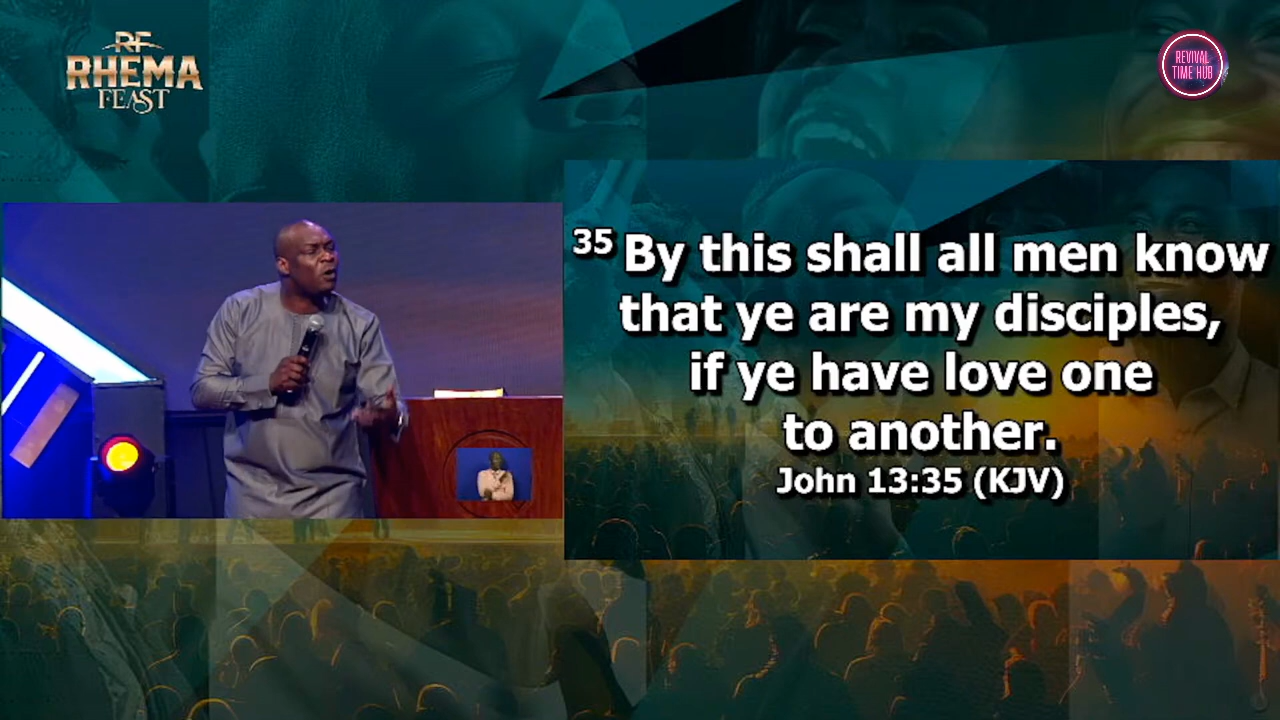 RF
RHEMA
FEAST
REVIVAL
TIME HUB
35 By this shall all men know
that ye are my disciples,
if ye have love one
to another.
John 13:35 (KJV)